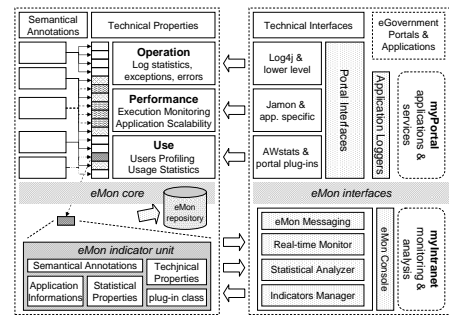 Semantical
Annotations
Technical Properties
Operation
Log statistics,
exceptions, errors
Performance
Execution Monitoring
Application Scalability
Use
Users Profiling
Usage Statistics
eMon core
eMon
repository
eMon indicator unit
Semantical Annotations
Techjnical
Properties
Application
Informations
Statistical
Properties
plug-in class
Technical Interfaces
eGovernment
Portals &
Applications
Log4j &
lower level
Jamon &
app. specific
AWstats &
portal plug-ins
Portal Interfaces
Application Loggers
myPortal
applications &
services
eMon interfaces
eMon Messaging
Real-time Monitor
Statistical Analyzer
Indicators Manager
eMon Console
myIntranet
monitoring &
analysis